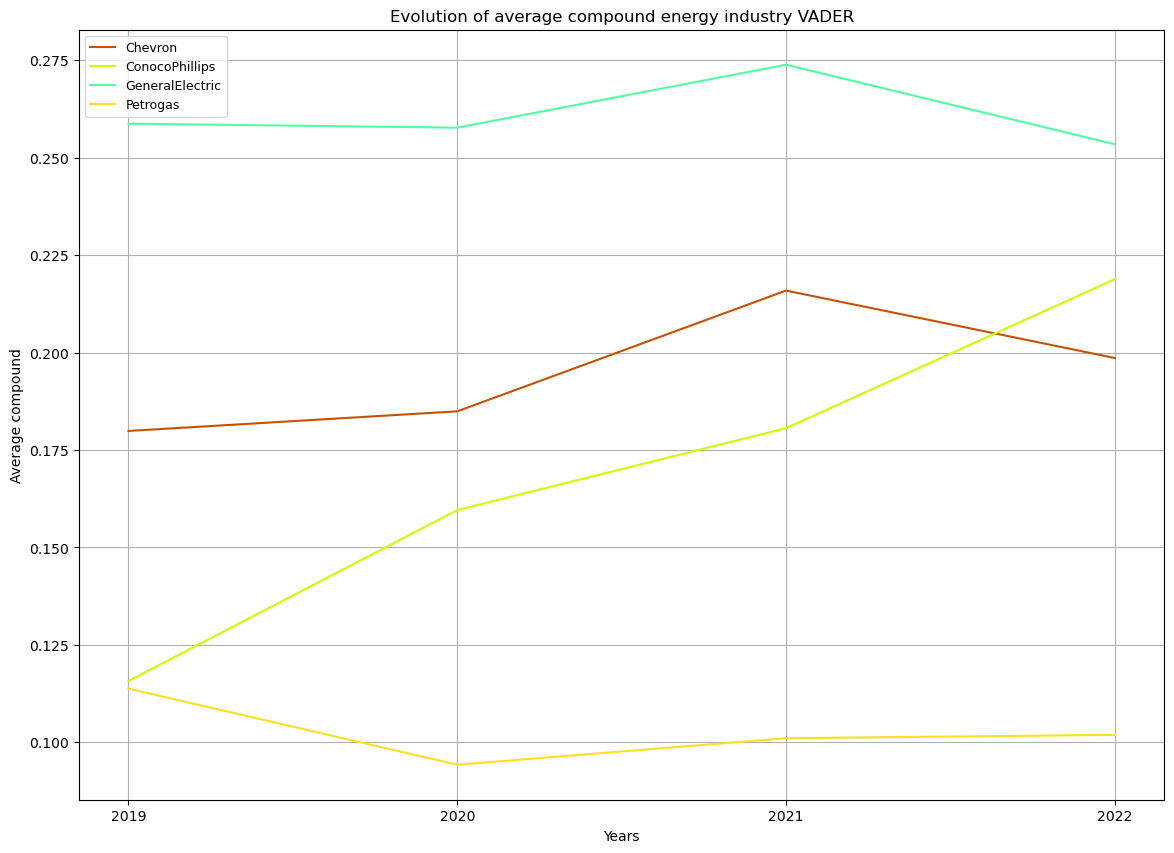 Evolution of average compound energy industry VADER
Chevron
ConocoPhillips
GeneralElectric
Petrogas
0.275
0.250
0.225
0.200
0.175
0.150
0.125
0.100
Average compound
2019 2020 2021 2022
Years